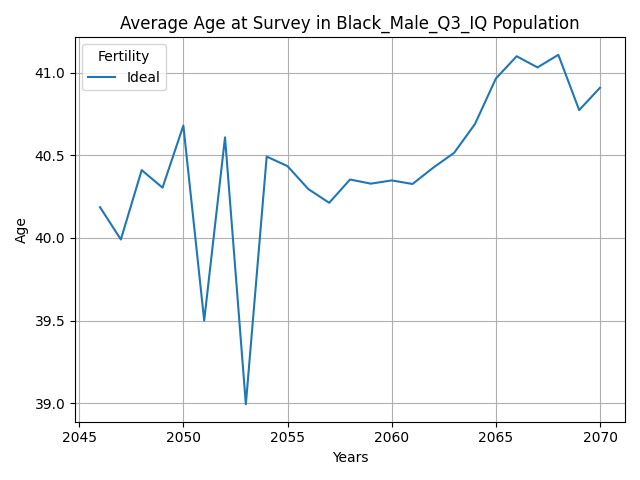 Average Age at Survey in Black_Male_Q3_IQ Population
Fertility
Ideal
41.0
40.5
40.0
39.5
39.0
Age
2045
2050
2055
2060
2065
2070
Years